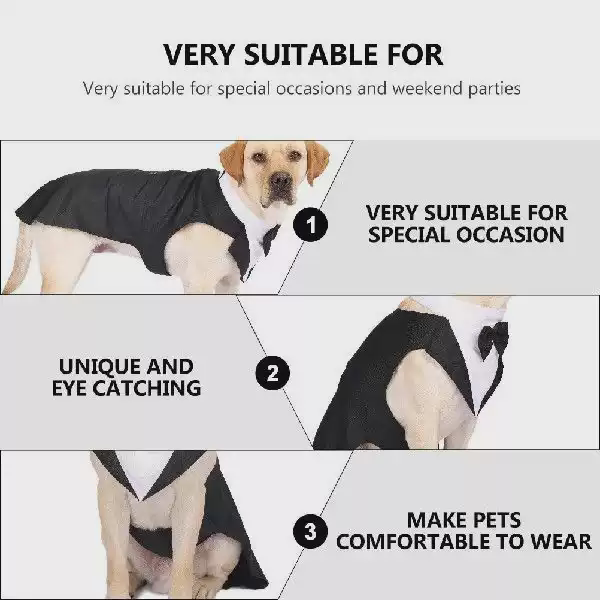 VERY SUITABLE FOR
Very suitable for special occasions and weekend parties
1
VERY SUITABLE FOR
SPECIAL OCCASION
UNIQUE AND
EYE CATCHING
2
3
MAKE PETS
COMFORTABLE TO WEAR